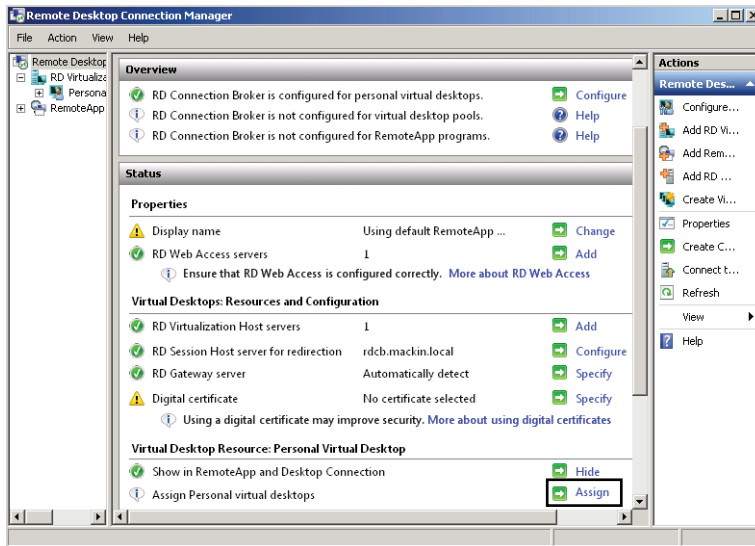 Remote Desktop Connection Manager
File Action View Help
Remote Desktop
RD Virtualiza
Persona
RemoteApp
Overview
RD Connection Broker is configured for personal virtual desktops. Configure
RD Connection Broker is not configured for virtual desktop pools. Help
RD Connection Broker is not configured for RemoteApp programs. Help
Status
Properties
Display name Using default RemoteApp ... Change
RD Web Access servers 1 Add
Ensure that RD Web Access is configured correctly. More about RD Web Access
Virtual Desktops: Resources and Configuration
RD Virtualization Host servers 1 Add
RD Session Host server for redirection rdcb.mackin.local Configure
RD Gateway server Automatically detect Specify
Digital certificate No certificate selected Specify
Using a digital certificate may improve security. More about using digital certificates
Virtual Desktop Resource: Personal Virtual Desktop
Show in RemoteApp and Desktop Connection Hide
Assign Personal virtual desktops Assign
Actions
Remote Des...
Configure...
Add RD Vi...
Add Rem...
Add RD ...
Create Vi...
Properties
Create C...
Connect t...
Refresh
View
Help